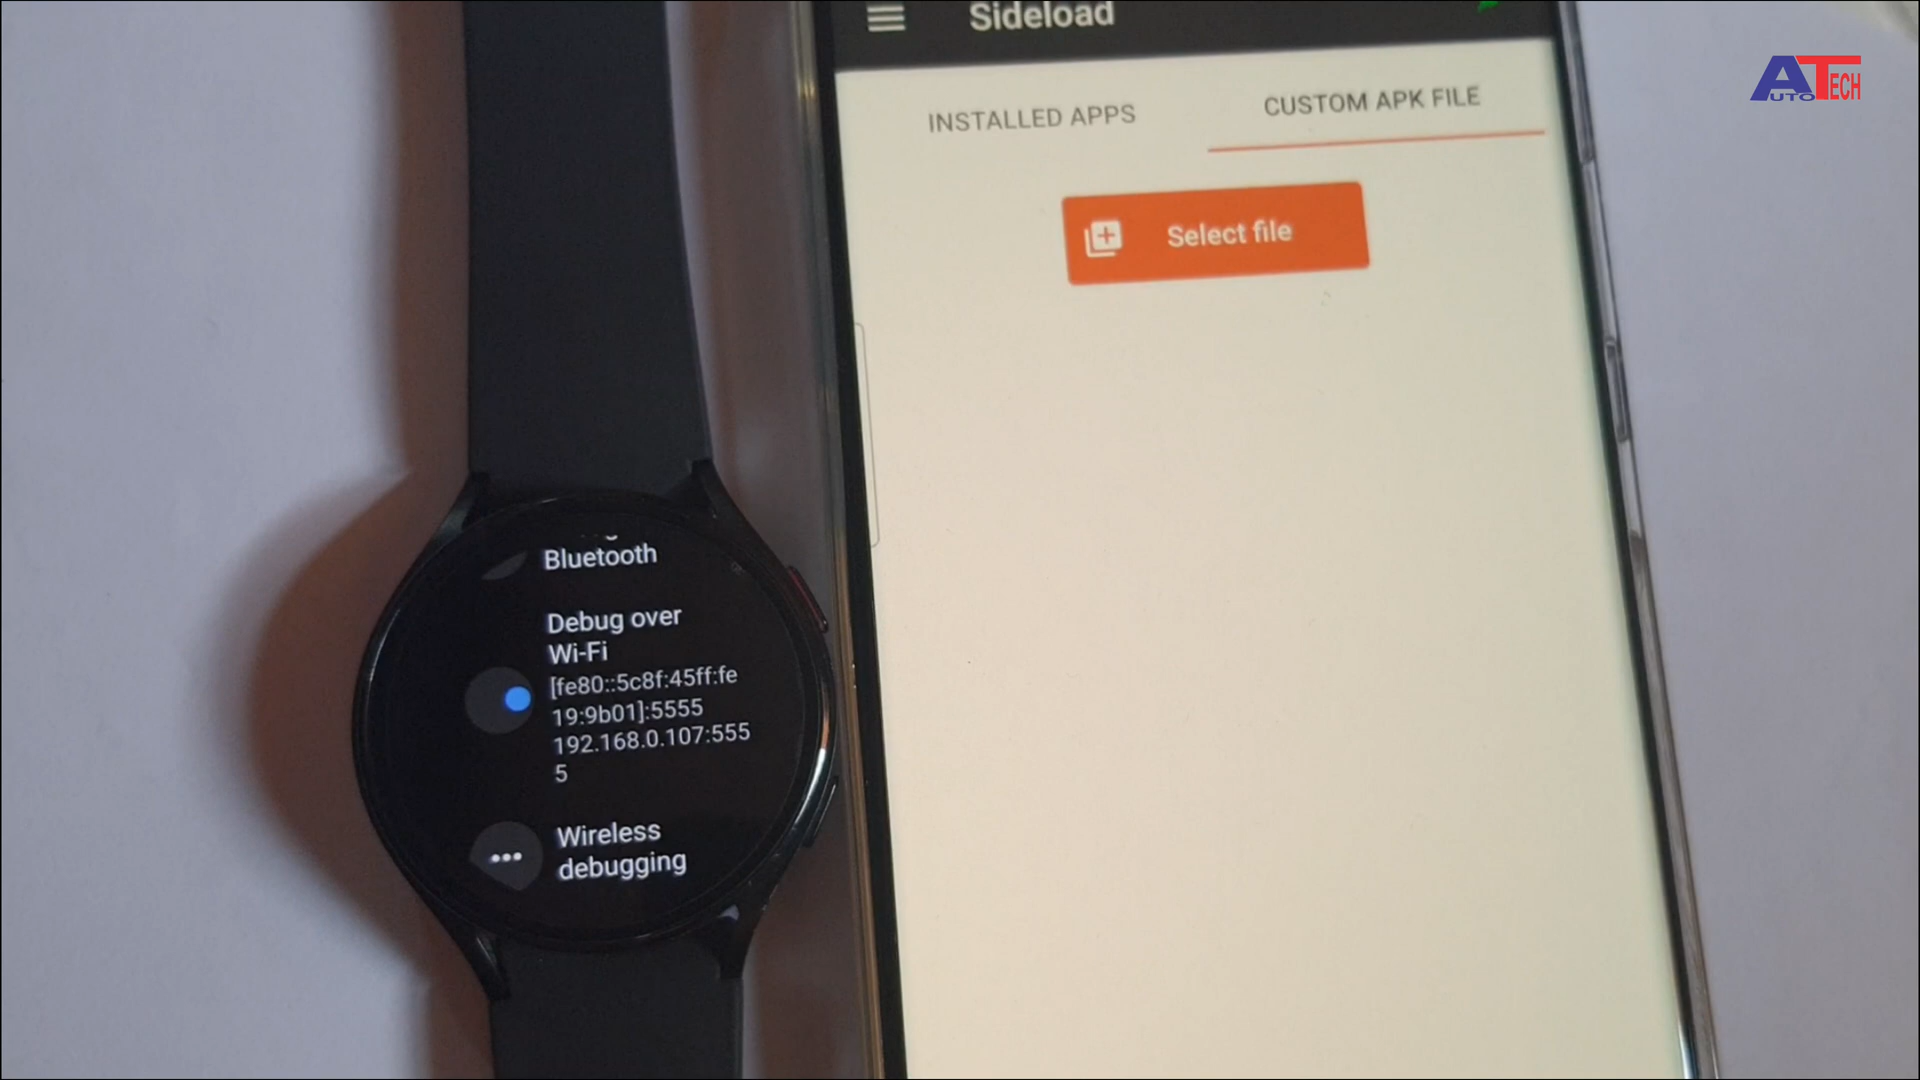 Sideload
INSTALLED APPS
CUSTOM APK FILE
Select file
AUTO TECH
Bluetooth
Debug over
Wi-Fi
[fe80::5c8f:45ff:fe
19:9b01]:5555
192.168.0.107:555
5
Wireless
debugging